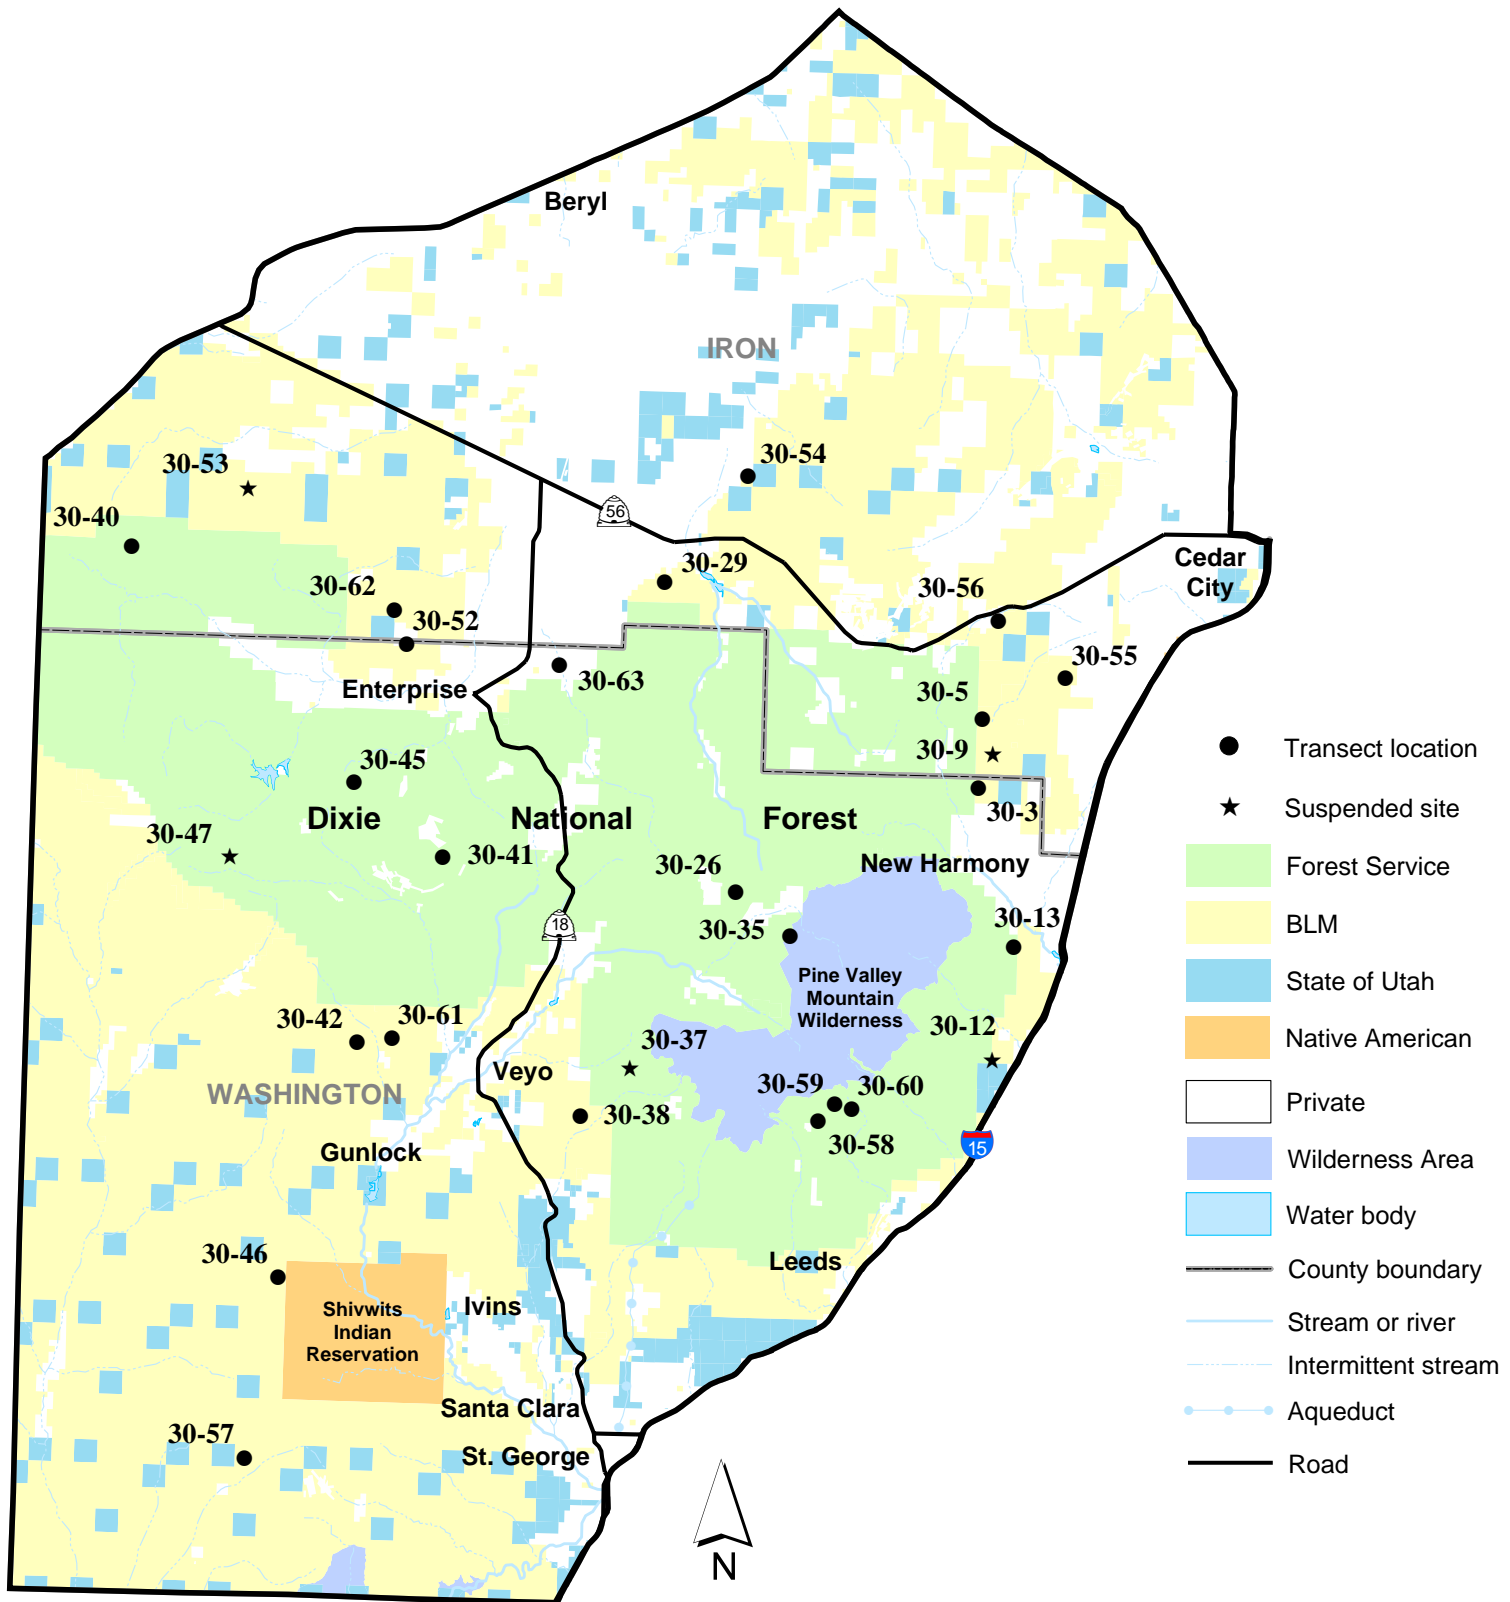 Beryl
IRON
30-54
30-53
56
30-40
Cedar
City
30-29
30-56
30-62
30-52
30-55
30-63
Enterprise
30-5
30-9
30-45
30-3
Dixie National Forest
30-47
30-41
New Harmony
30-26
30-13
18
30-35
Pine Valley
Mountain
Wilderness
30-42
30-61
30-12
30-37
Veyo
WASHINGTON
30-59
30-60
30-38
30-58
15
Gunlock
30-46
Leeds
Shivwits
Indian
Reservation
Ivins
Santa Clara
30-57
St. George
N
Transect location
Suspended site
Forest Service
BLM
State of Utah
Native American
Private
Wilderness Area
Water body
County boundary
Stream or river
Intermittent stream
Aqueduct
Road